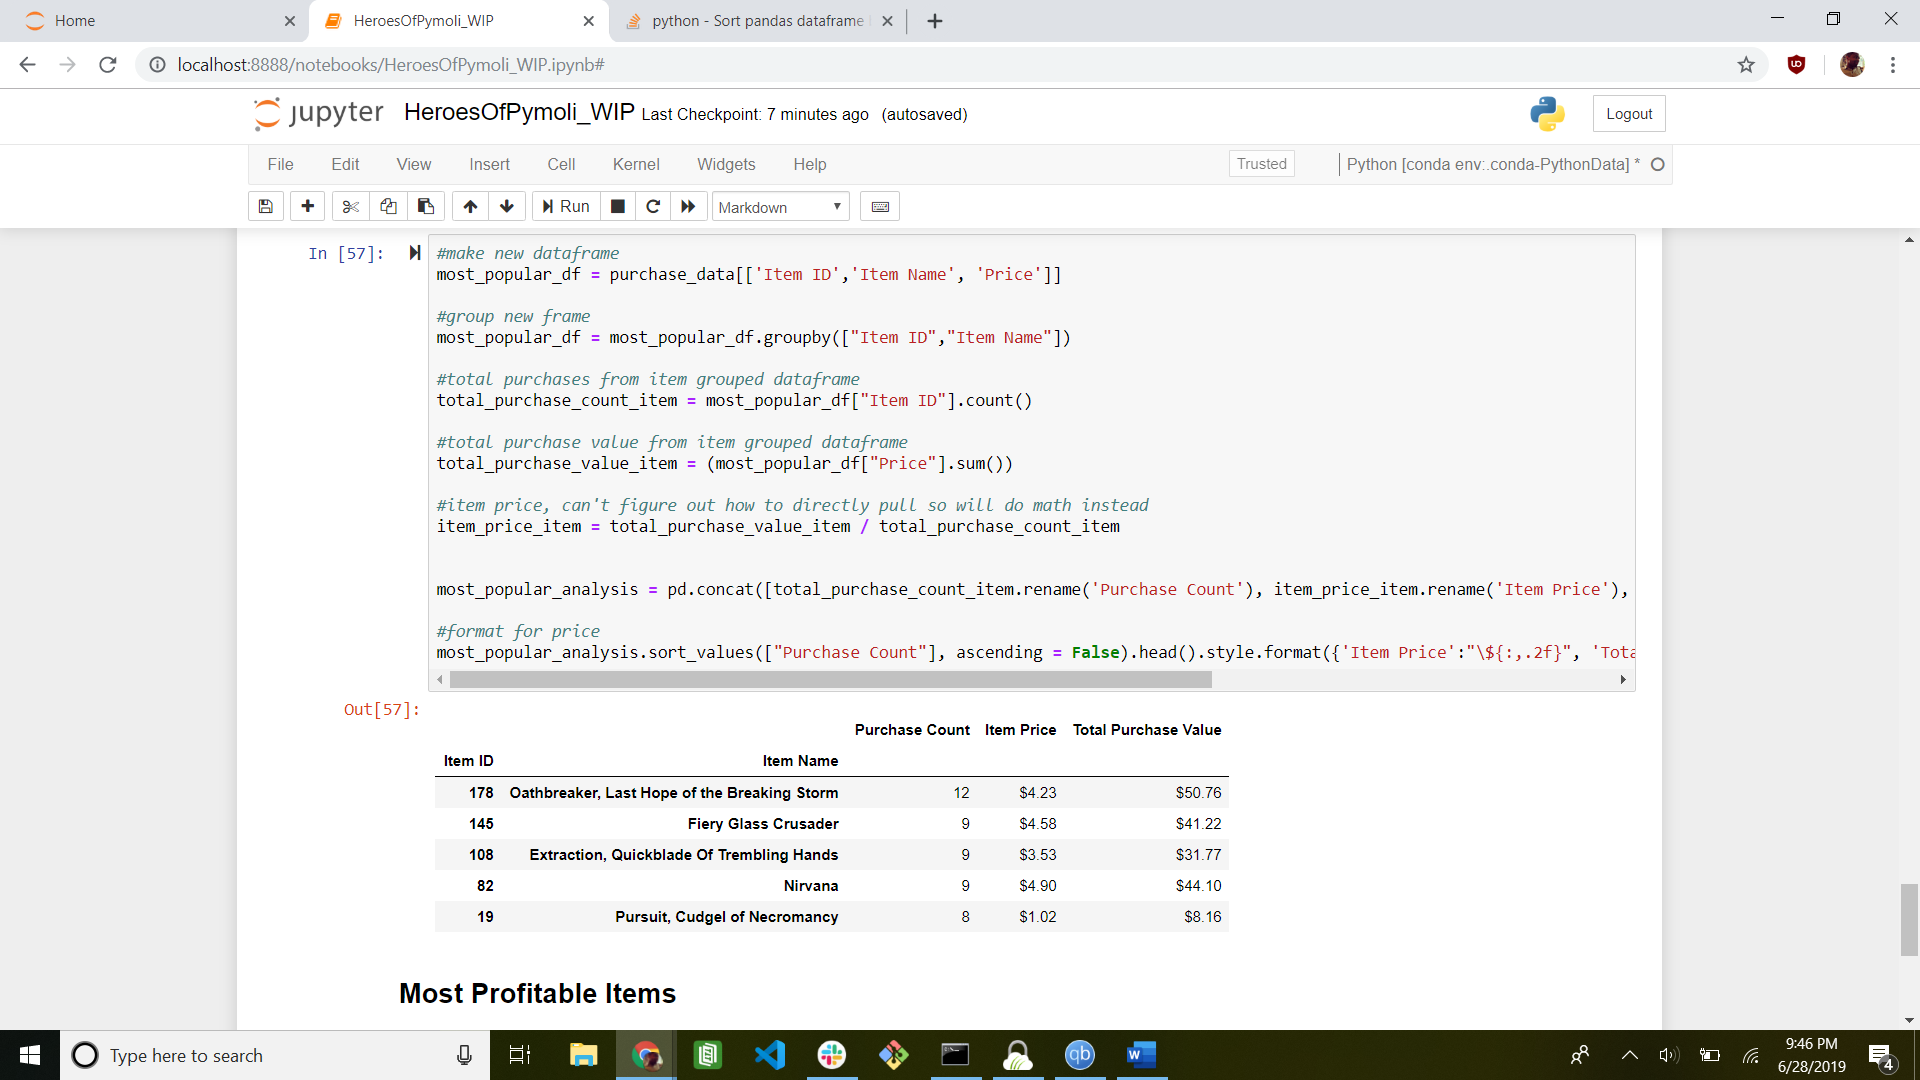 Home
HeroesOfPymoli_WIP
python - Sort pandas dataframe
localhost:8888/notebooks/HeroesOfPymoli_WIP.ipynb#
jupyter HeroesOfPymoli_WIP Last Checkpoint: 7 minutes ago (autosaved)
Logout
File Edit View Insert Cell Kernel Widgets Help
Trusted
Python [conda env:.conda-PythonData] *
Run
Markdown
In [57]:
#make new dataframe
most_popular_df = purchase_data[['Item ID','Item Name', 'Price']]
#group new frame
most_popular_df = most_popular_df.groupby(["Item ID","Item Name"])
#total purchases from item grouped dataframe
total_purchase_count_item = most_popular_df["Item ID"].count()
#total purchase value from item grouped dataframe
total_purchase_value_item = (most_popular_df["Price"].sum())
#item price, can't figure out how to directly pull so will do math instead
item_price_item = total_purchase_value_item / total_purchase_count_item
most_popular_analysis = pd.concat([total_purchase_count_item.rename('Purchase Count'), item_price_item.rename('Item Price'),
#format for price
most_popular_analysis.sort_values(["Purchase Count"], ascending = False).head().style.format({'Item Price':"\${:,.2f}", 'Tota
Out[57]:
Purchase Count Item Price Total Purchase Value
Item ID Item Name
178 Oathbreaker, Last Hope of the Breaking Storm 12 $4.23 $50.76
145 Fiery Glass Crusader 9 $4.58 $41.22
108 Extraction, Quickblade Of Trembling Hands 9 $3.53 $31.77
82 Nirvana 9 $4.90 $44.10
19 Pursuit, Cudgel of Necromancy 8 $1.02 $8.16
Most Profitable Items
Type here to search
qb
W
9:46 PM
6/28/2019
4